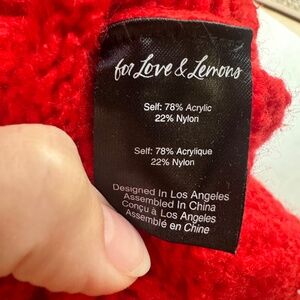 for Love & Lemons
Self: 78% Acrylic
22% Nylon
Self: 78% Acrylique
22% Nylon
Designed In Los Angeles
Assembled In China
Conçu à Los Angeles
Assemblé en Chine